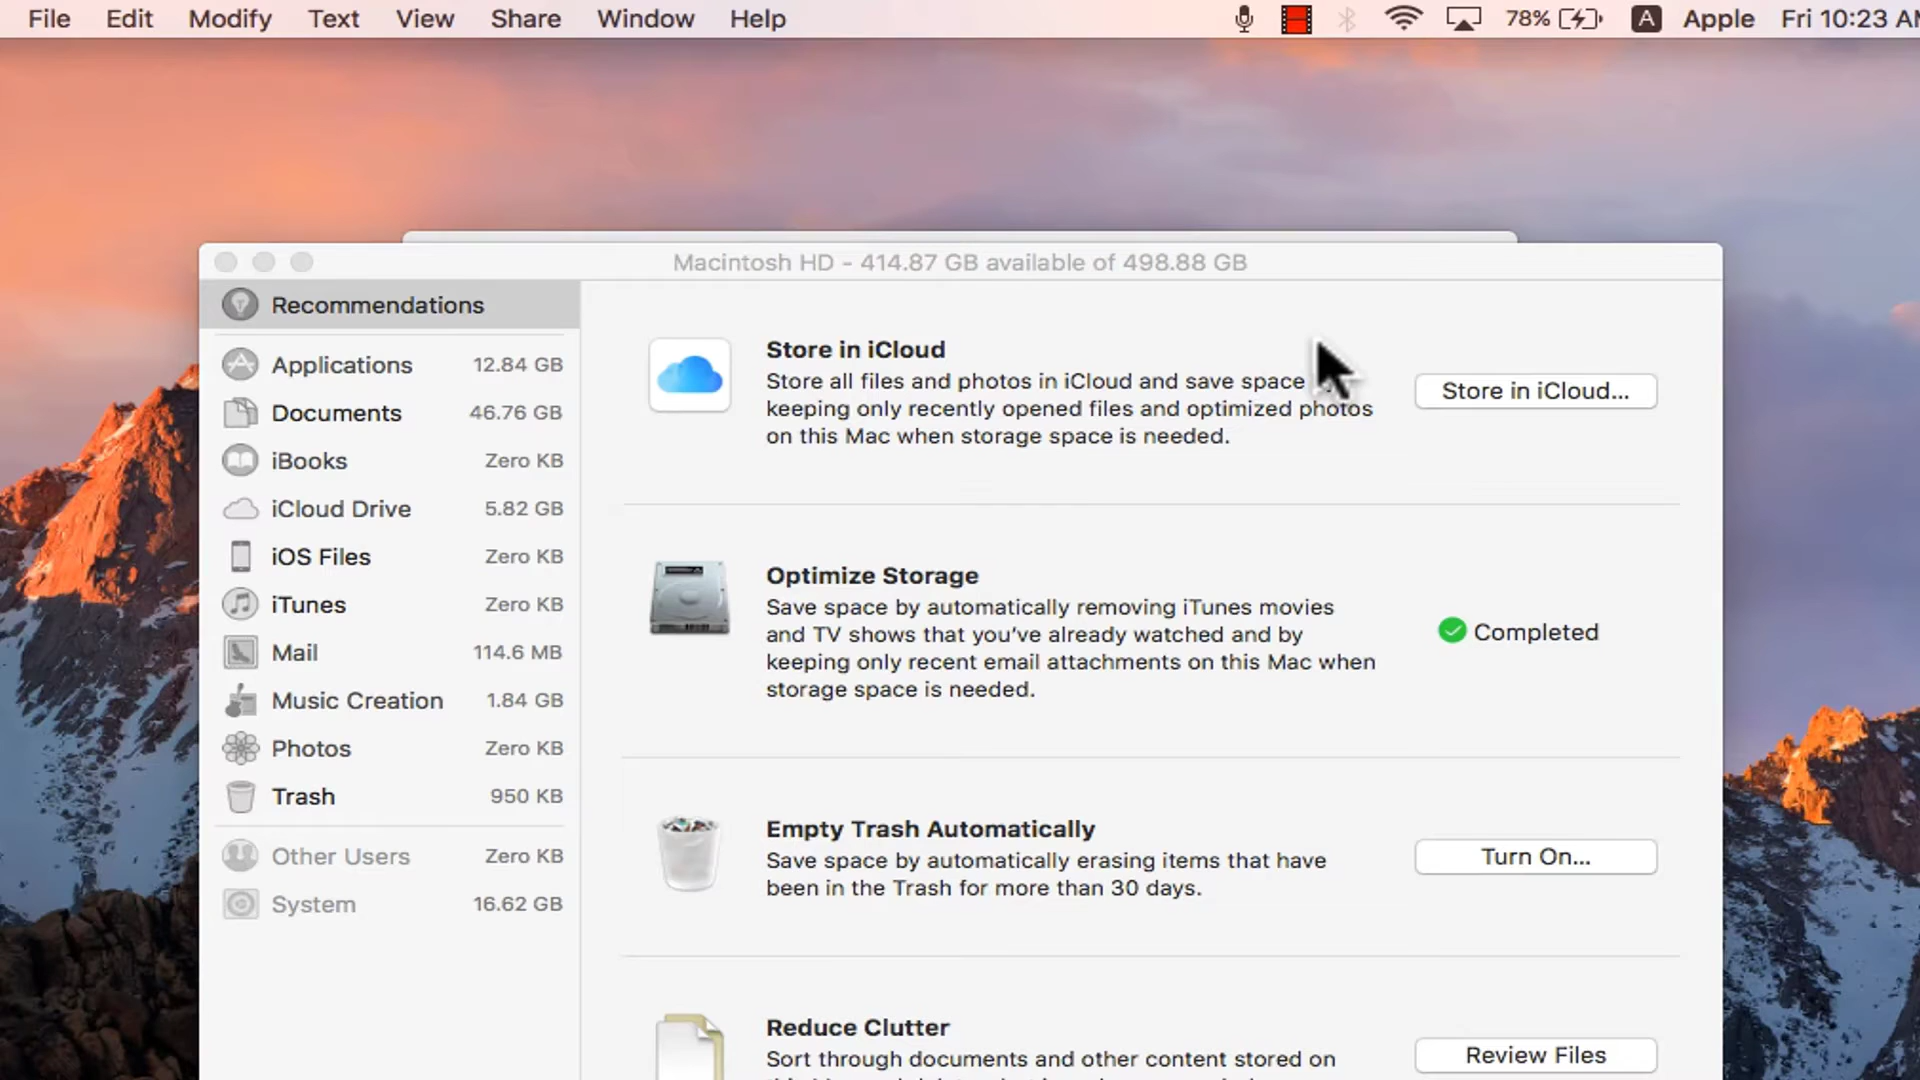 File Edit Modify Text View Share Window Help 78% A Apple Fri 10:23
Macintosh HD - 414.87 GB available of 498.88 GB
Recommendations
Applications 12.84 GB
Documents 46.76 GB
iBooks Zero KB
iCloud Drive 5.82 GB
iOS Files Zero KB
iTunes Zero KB
Mail 114.6 MB
Music Creation 1.84 GB
Photos Zero KB
Trash 950 KB
Other Users Zero KB
System 16.62 GB
Store in iCloud
Store all files and photos in iCloud and save space
keeping only recently opened files and optimized photos
on this Mac when storage space is needed.
Store in iCloud...
Optimize Storage
Save space by automatically removing iTunes movies
and TV shows that you've already watched and by
keeping only recent email attachments on this Mac when
storage space is needed.
Completed
Empty Trash Automatically
Save space by automatically erasing items that have
been in the Trash for more than 30 days.
Turn On...
Reduce Clutter
Sort through documents and other content stored on
Review Files